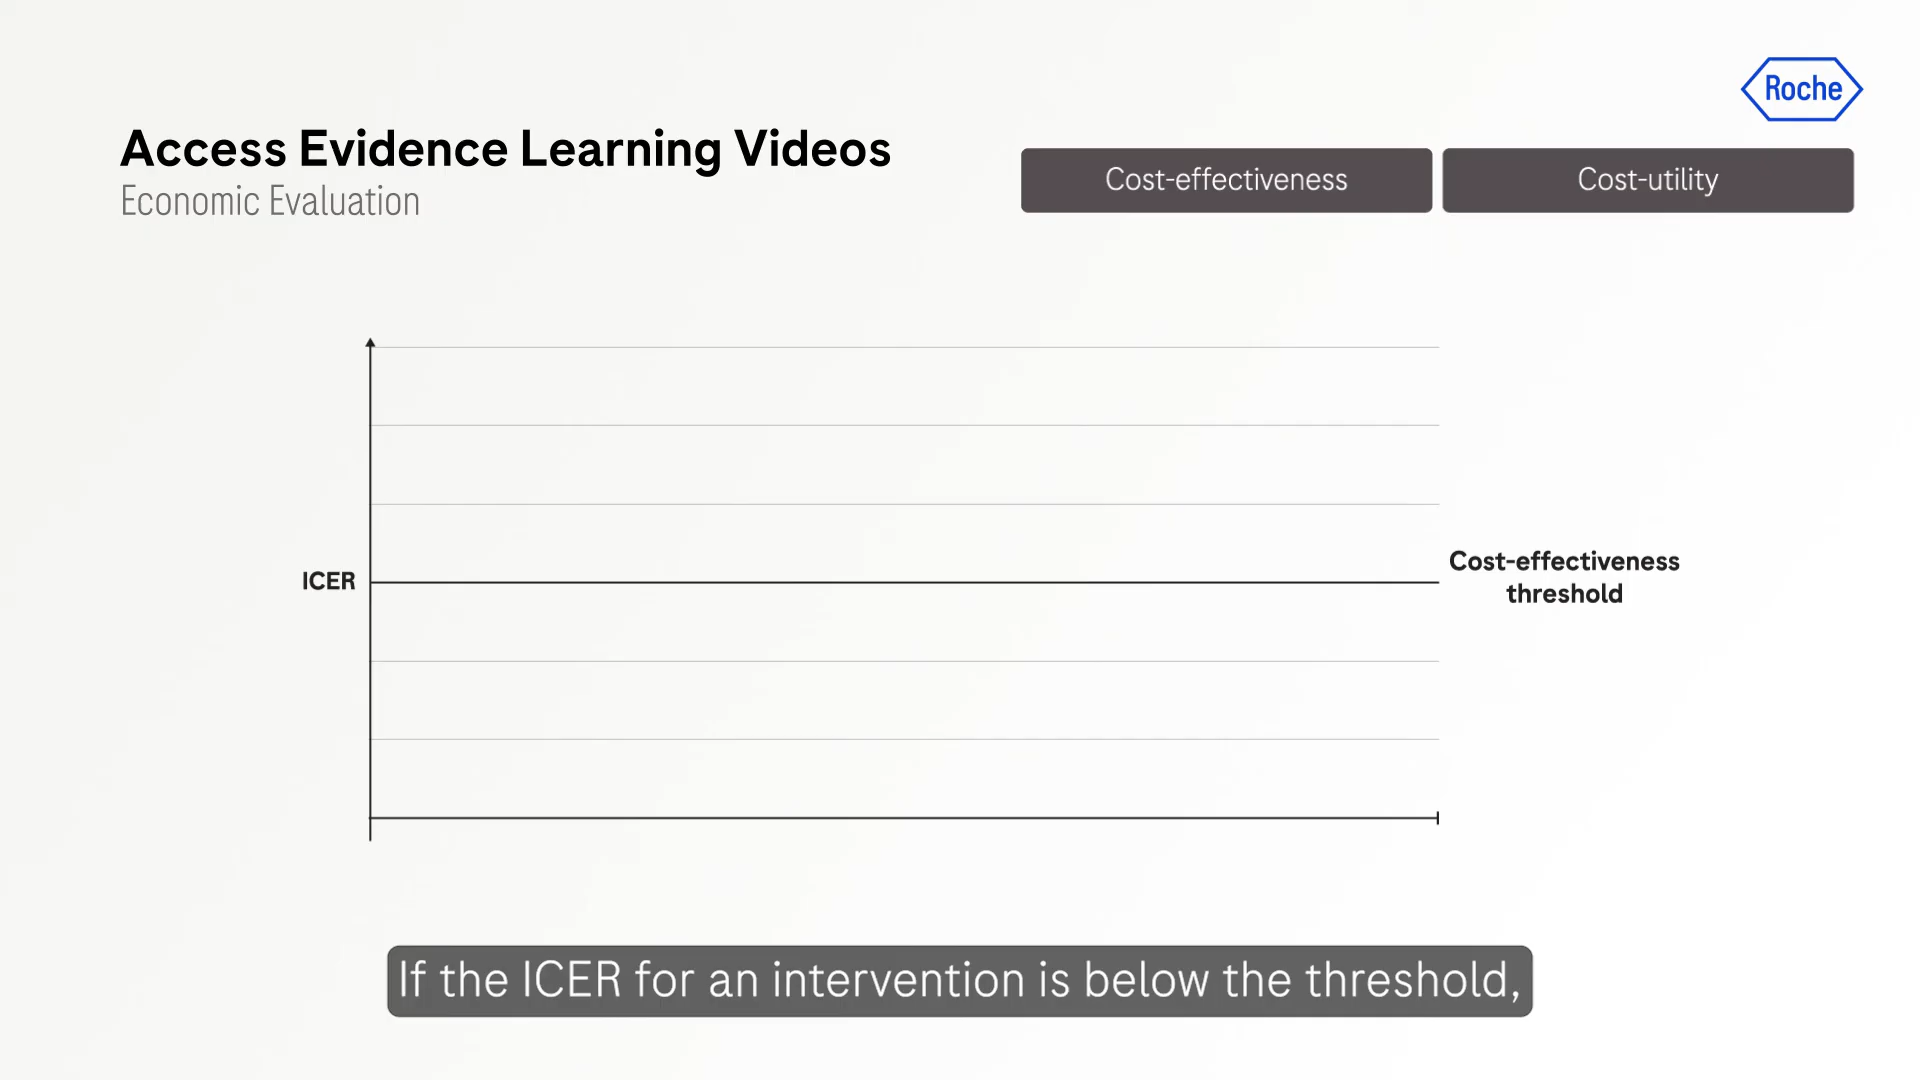 Roche
Access Evidence Learning Videos
Economic Evaluation
Cost-effectiveness
Cost-utility
ICER
Cost-effectiveness
threshold
If the ICER for an intervention is below the threshold,